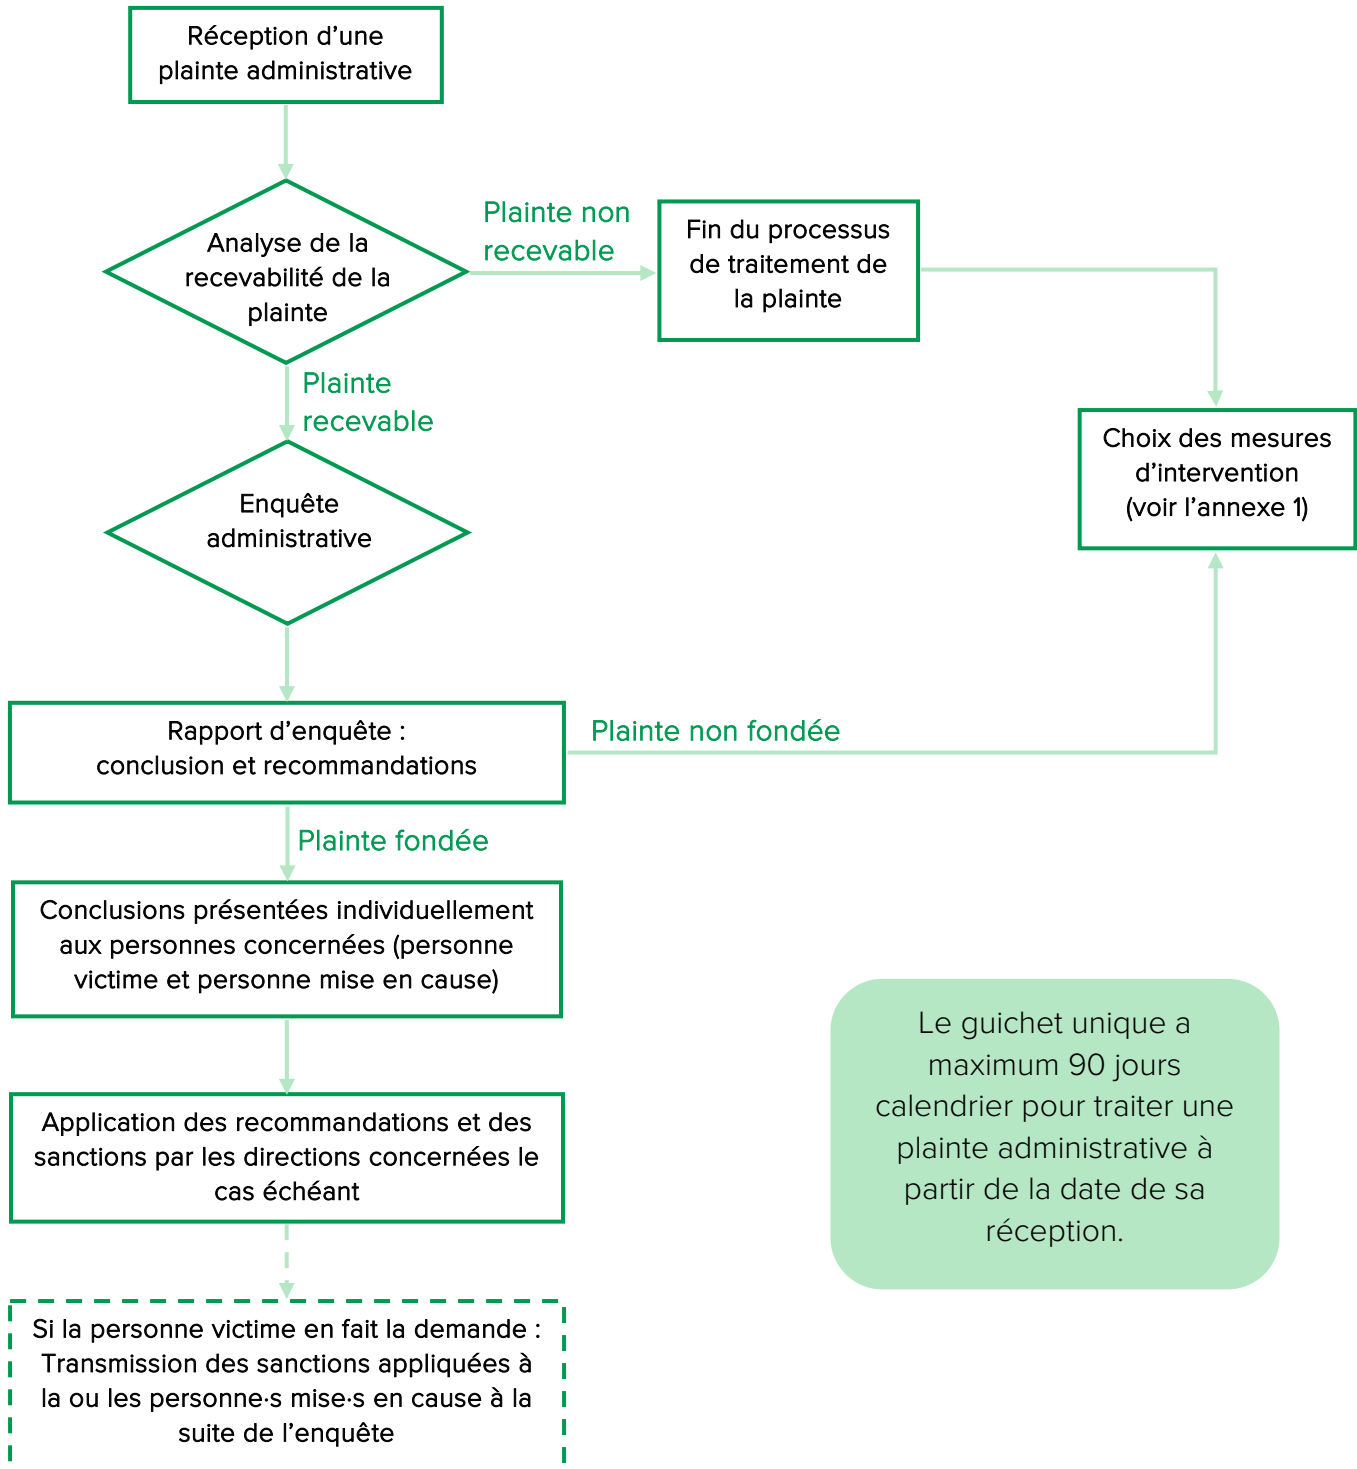 Réception d’une
plainte administrative
Analyse de la
recevabilité de la
plainte
Plainte non
recevable
Fin du processus
de traitement de
la plainte
Plainte
recevable
Choix des mesures
d’intervention
(voir l’annexe 1)
Enquête
administrative
Rapport d’enquête :
conclusion et recommandations
Plainte non fondée
Plainte fondée
Conclusions présentées individuellement
aux personnes concernées (personne
victime et personne mise en cause)
Application des recommandations et des
sanctions par les directions concernées le
cas échéant
Le guichet unique a
maximum 90 jours
calendrier pour traiter une
plainte administrative à
partir de la date de sa
réception.
Si la personne victime en fait la demande :
Transmission des sanctions appliquées à
la ou les personne·s mise·s en cause à la
suite de l’enquête